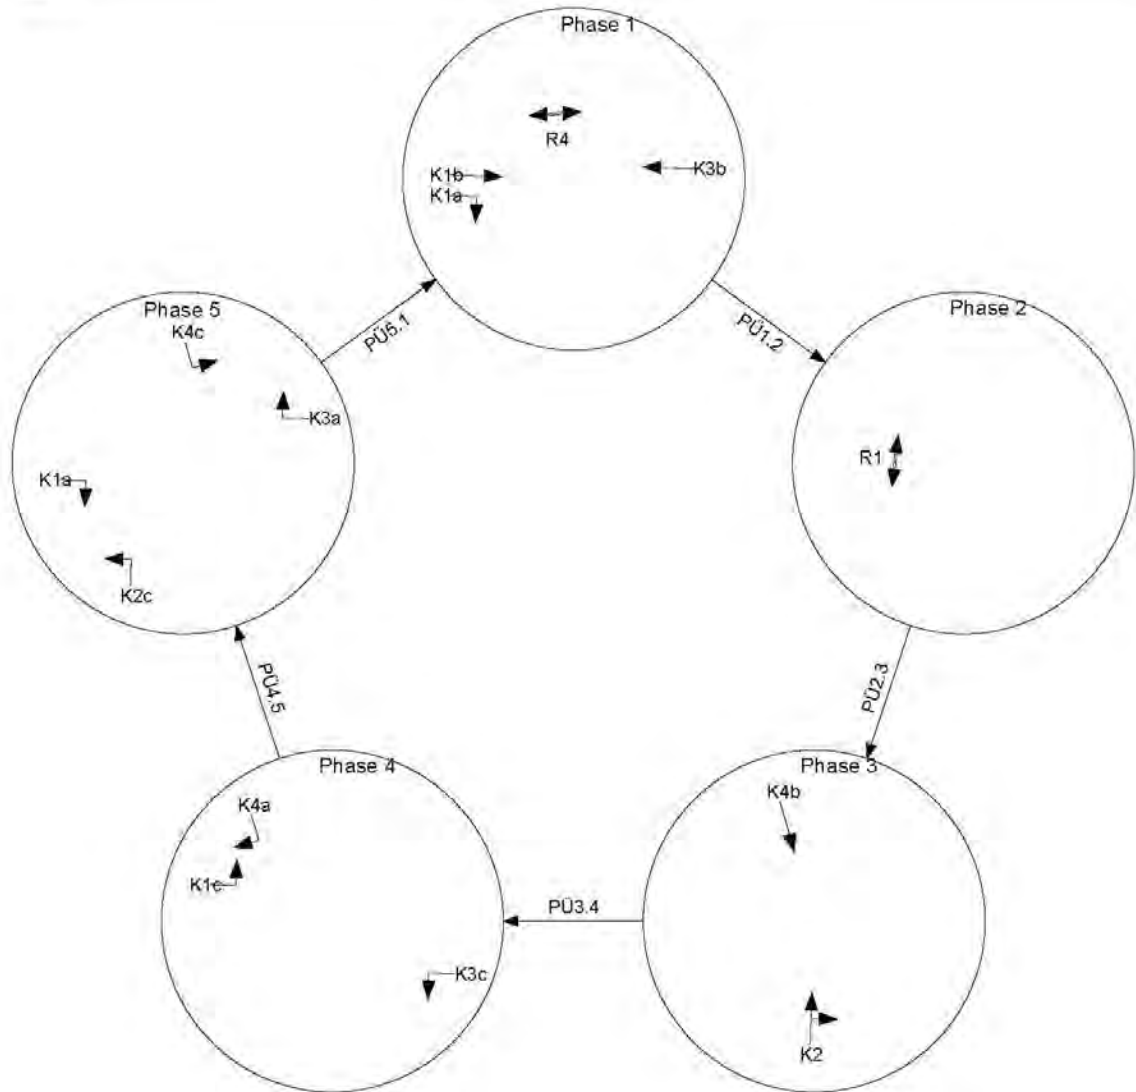 Phase 1
R4
K1b
K3b
K1a
Phase 5
K4c
PÜ5.1
PÜ1.2
Phase 2
K3a
R1
K1a
K2c
PÜ4.5
PÜ2.3
Phase 4
K4a
K1c
K3c
PÜ3.4
Phase 3
K4b
K2